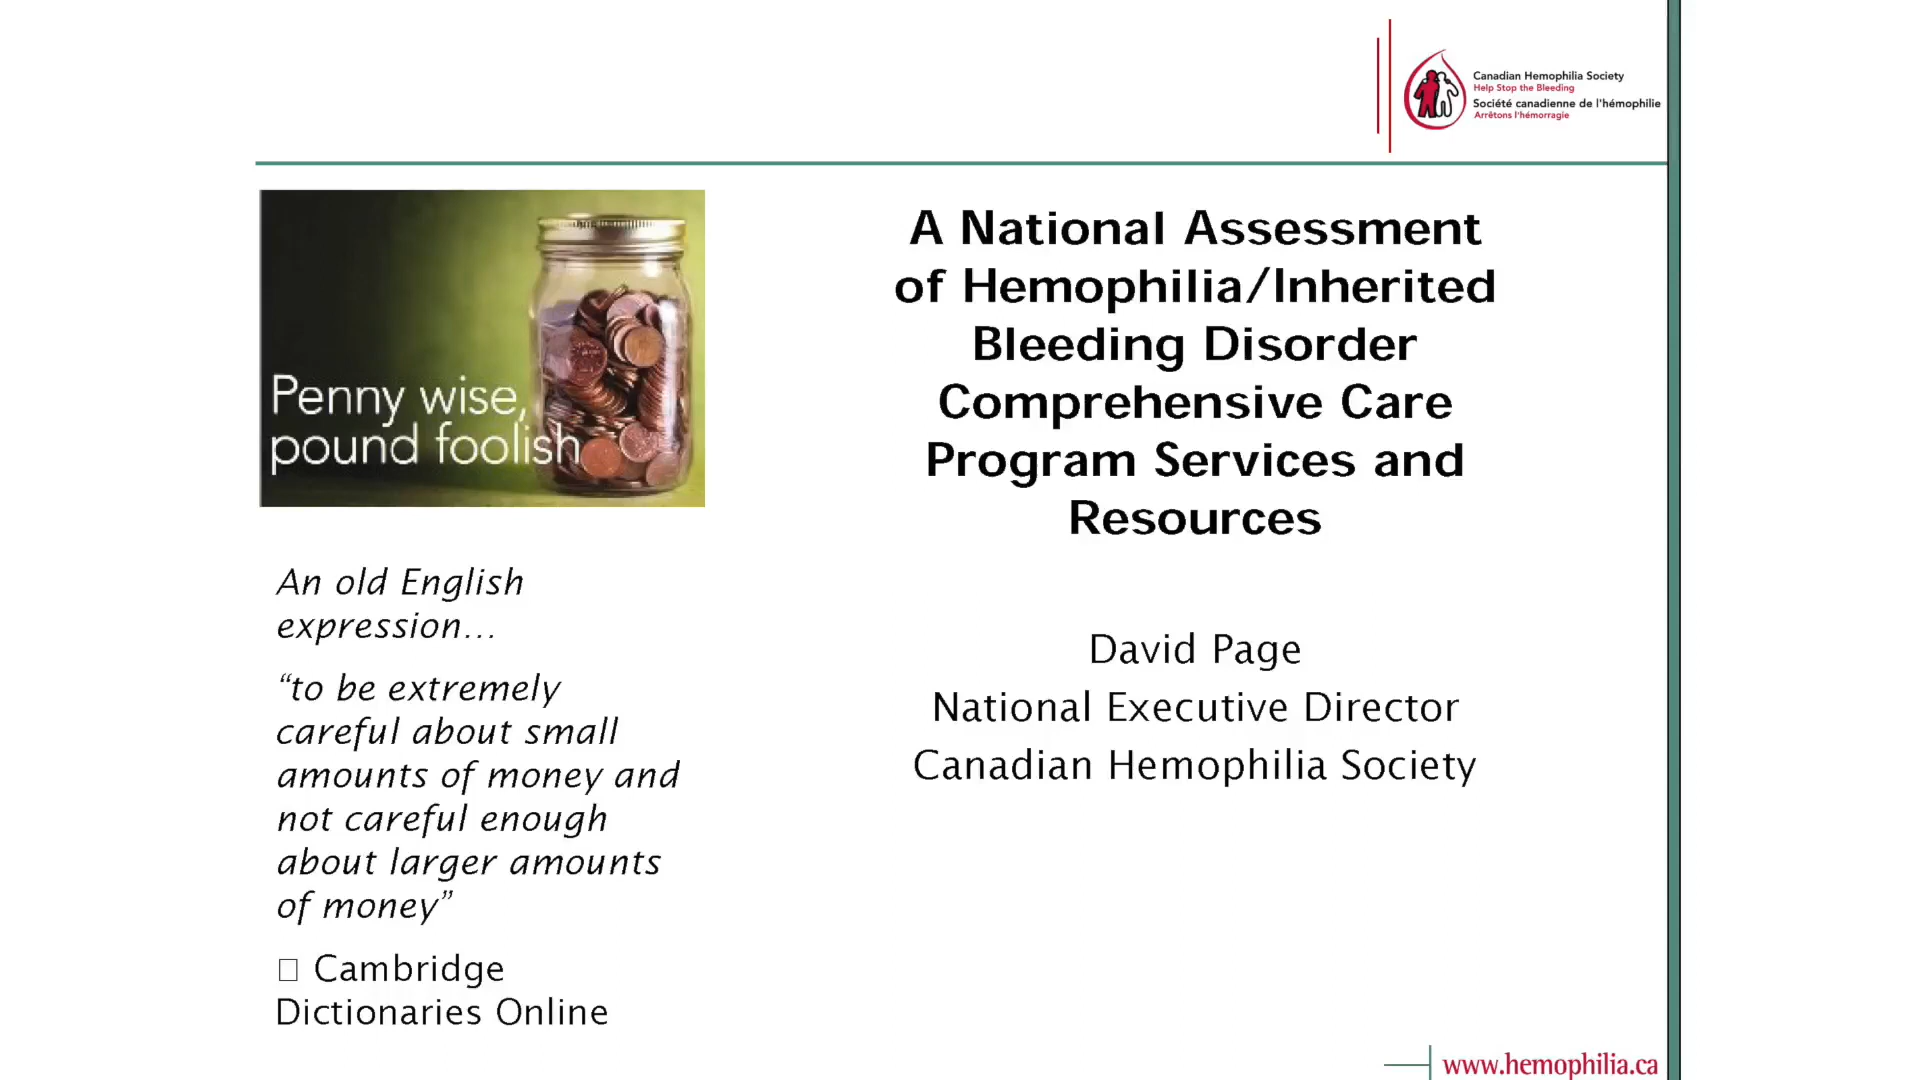 Canadian Hemophilia Society
Help Stop the Bleeding
Société canadienne de l'hémophilie
Arrêtons l'hémorragie
Penny wise,
pound foolish
An old English
expression…
“to be extremely
careful about small
amounts of money and
not careful enough
about larger amounts
of money”
Cambridge
Dictionaries Online
A National Assessment
of Hemophilia/Inherited
Bleeding Disorder
Comprehensive Care
Program Services and
Resources
David Page
National Executive Director
Canadian Hemophilia Society
www.hemophilia.ca